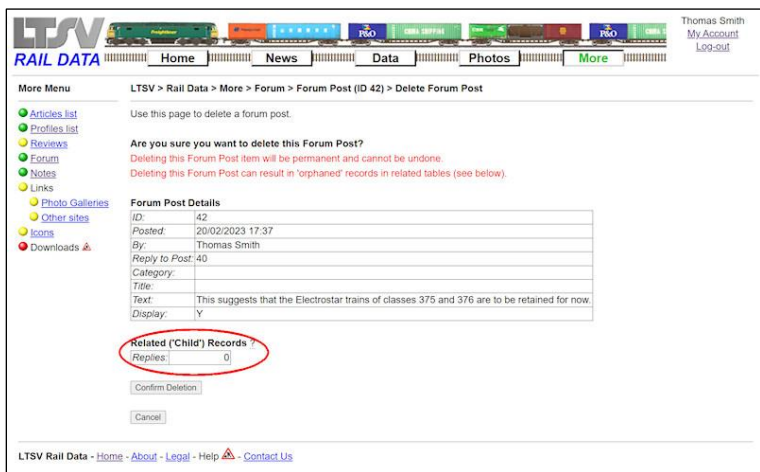 LTSV
RAIL DATA
Freightliner
P&O
CHINA SHIPPING
P&O
Home
News
Data
Photos
More
Thomas Smith
My Account
Log-out
More Menu
Articles list
Profiles list
Reviews
Forum
Notes
Links
Photo Galleries
Other sites
Icons
Downloads
LTSV > Rail Data > More > Forum > Forum Post (ID 42) > Delete Forum Post
Use this page to delete a forum post.
Are you sure you want to delete this Forum Post?
Deleting this Forum Post item will be permanent and cannot be undone.
Deleting this Forum Post can result in 'orphaned' records in related tables (see below).
Forum Post Details
ID: 42
Posted: 20/02/2023 17:37
By: Thomas Smith
Reply to Post: 40
Category:
Title:
Text: This suggests that the Electrostar trains of classes 375 and 376 are to be retained for now.
Display: Y
Related ('Child') Records ?
Replies: 0
Confirm Deletion
Cancel
LTSV Rail Data - Home - About - Legal - Help - Contact Us